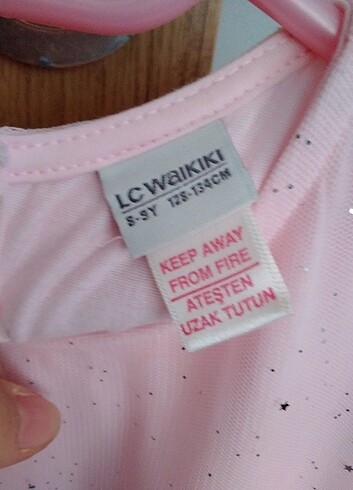 LC WAIKIKI
8-9Y 128-134CM
KEEP AWAY
FROM FIRE
ATEŞTEN
UZAK TUTUN